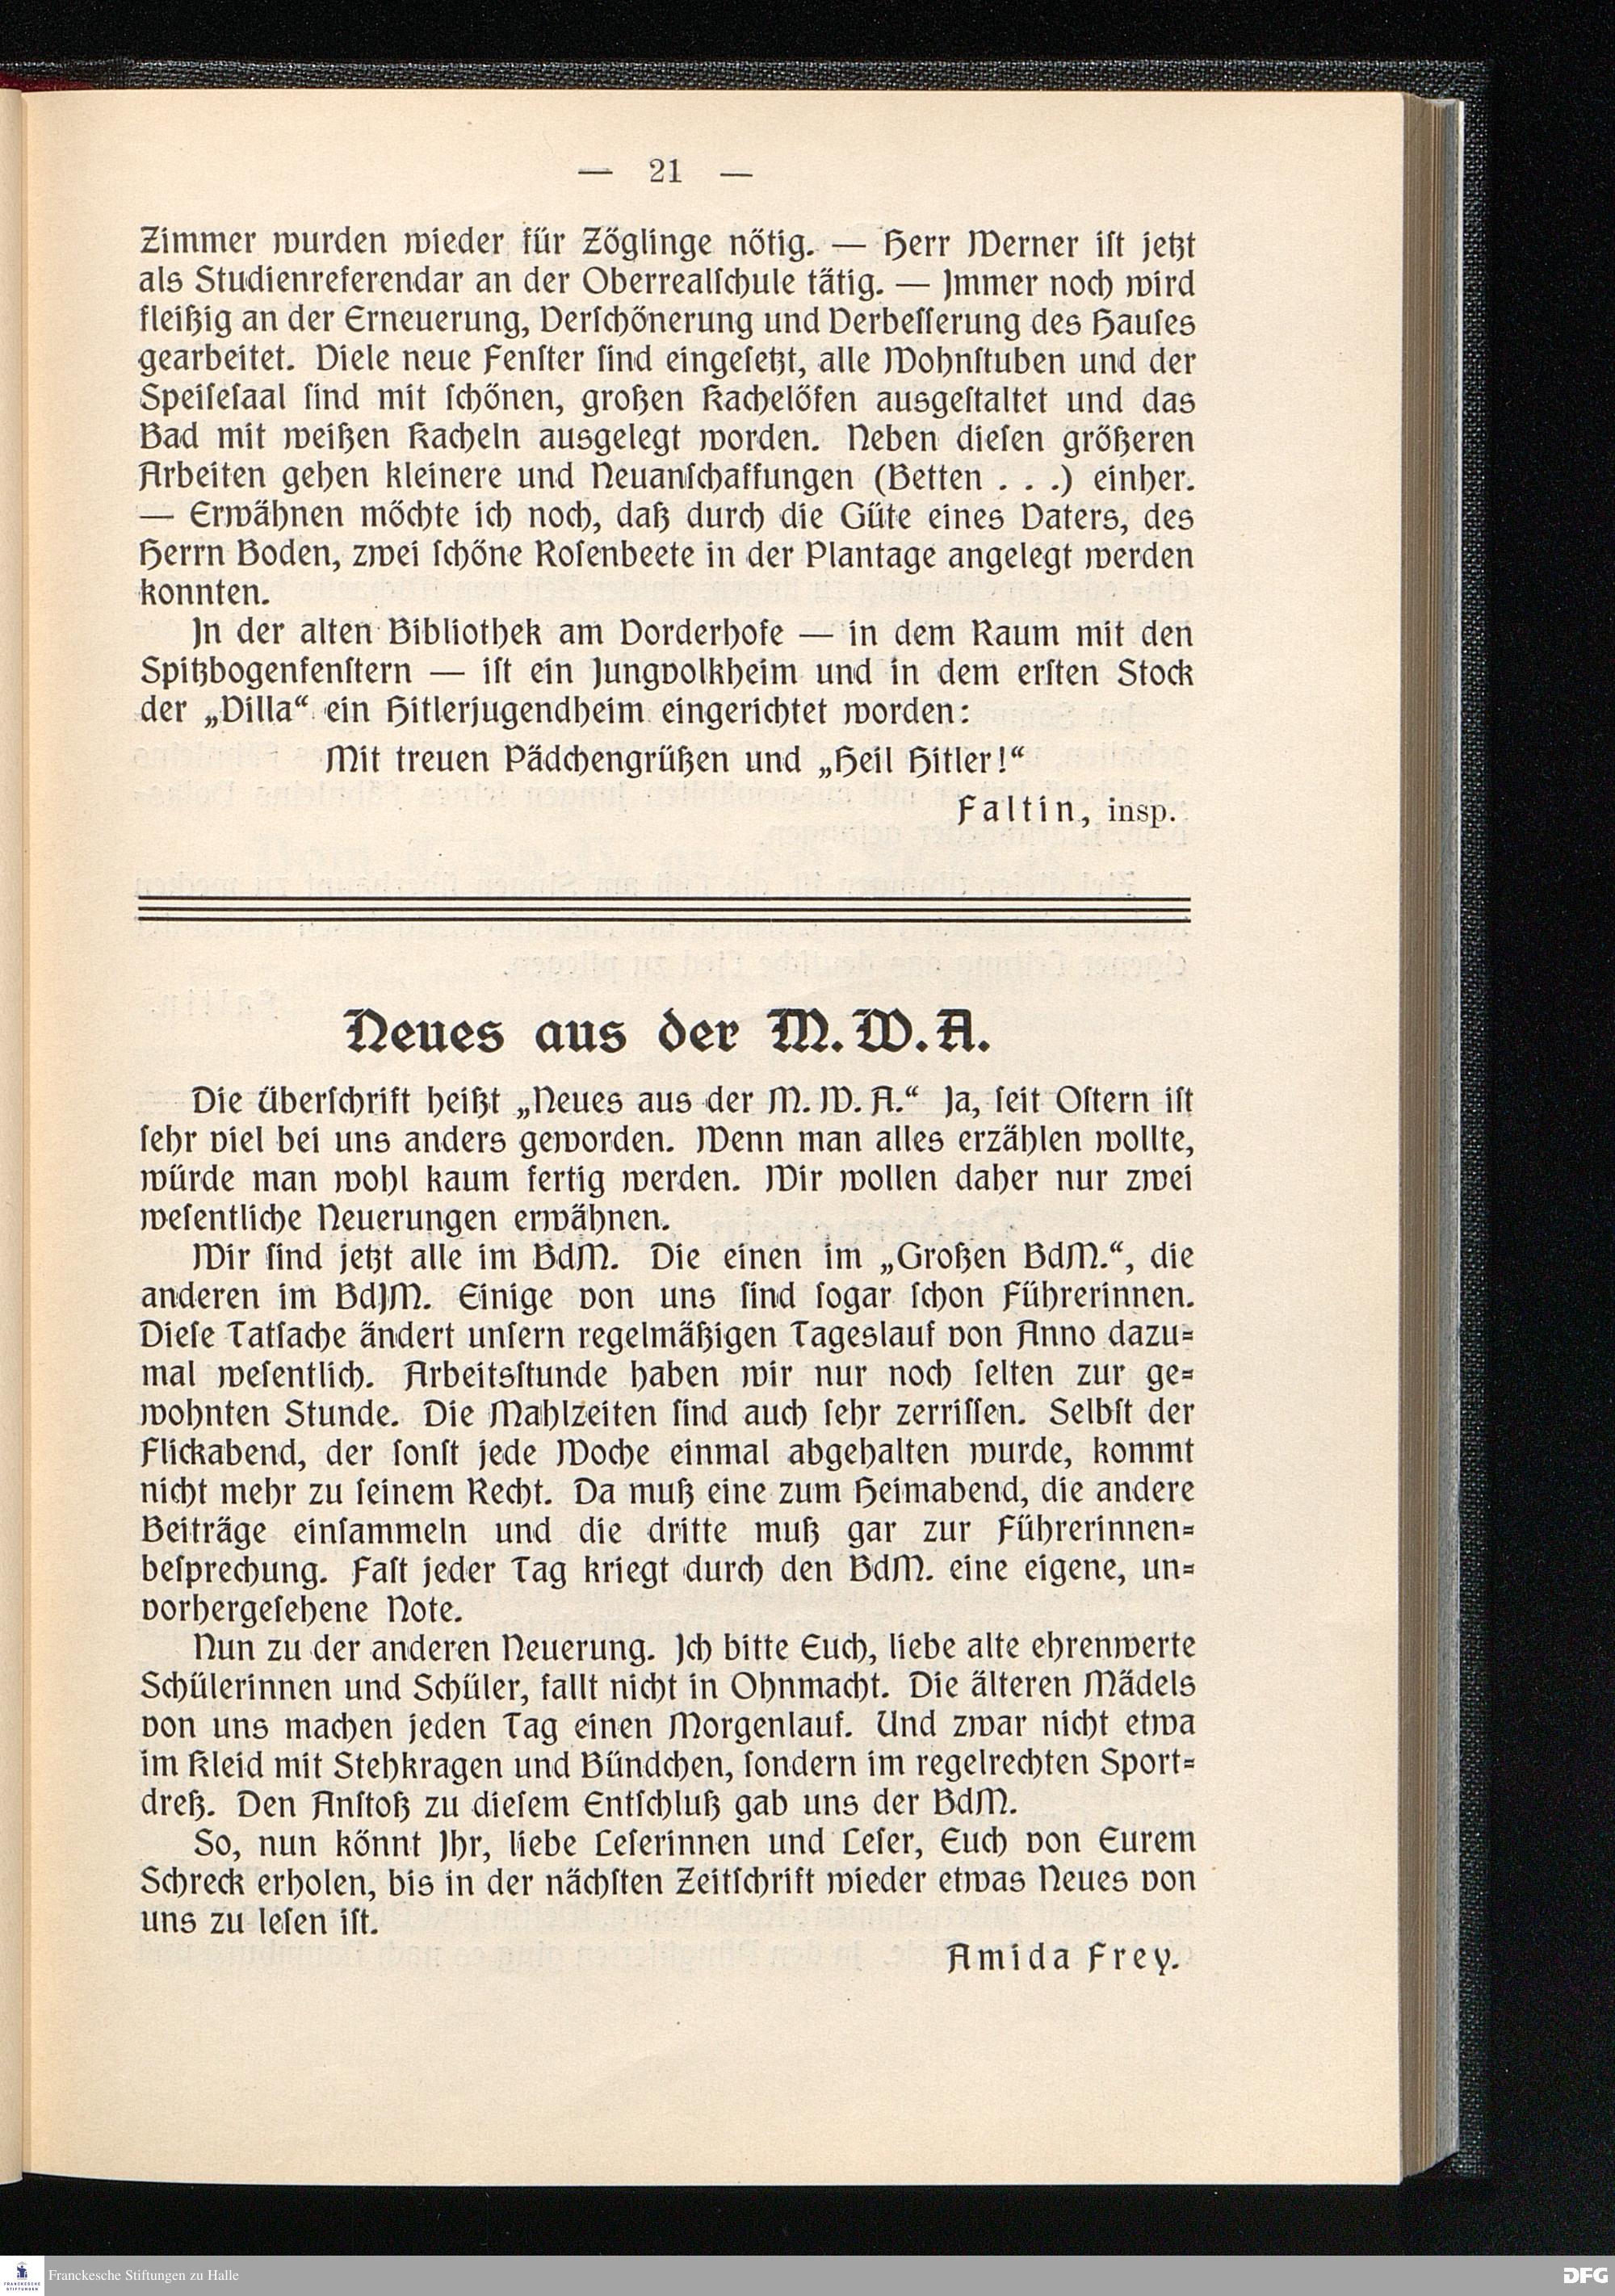 — 21 —
Zimmer wurden wieder für Zöglinge nötig. — Herr Werner ist jetzt
als Studienreferendar an der Oberrealschule tätig. — Immer noch wird
fleißig an der Erneuerung, Verschönerung und Verbesserung des Hauses
gearbeitet. Viele neue Fenster sind eingesetzt, alle Wohnstuben und der
Speisesaal sind mit schönen, großen Kachelöfen ausgestaltet und das
Bad mit weißen Kacheln ausgelegt worden. Neben diesen größeren
Arbeiten gehen kleinere und Neuanschaffungen (Betten . . .) einher.
— Erwähnen möchte ich noch, daß durch die Güte eines Vaters, des
Herrn Boden, zwei schöne Rosenbeete in der Plantage angelegt werden
konnten.
In der alten Bibliothek am Vorderhofe — in dem Raum mit den
Spitzbogenfenstern — ist ein Jungvolkheim und in dem ersten Stock
der „Villa“ ein Hitlerjugendheim eingerichtet worden:
Mit treuen Pädchengrüßen und „Heil Hitler!“
Faltin, insp.
Neues aus der M.W.A.
Die Überschrift heißt „Neues aus der M. W. A.“ Ja, seit Ostern ist
sehr viel bei uns anders geworden. Wenn man alles erzählen wollte,
würde man wohl kaum fertig werden. Wir wollen daher nur zwei
wesentliche Neuerungen erwähnen.
Wir sind jetzt alle im BdM. Die einen im „Großen BdM.“, die
anderen im BdJM. Einige von uns sind sogar schon Führerinnen.
Diese Tatsache ändert unsern regelmäßigen Tageslauf von Anno dazu-
mal wesentlich. Arbeitsstunde haben wir nur noch selten zur ge-
wohnten Stunde. Die Mahlzeiten sind auch sehr zerrissen. Selbst der
Flickabend, der sonst jede Woche einmal abgehalten wurde, kommt
nicht mehr zu seinem Recht. Da muß eine zum Heimabend, die andere
Beiträge einsammeln und die dritte muß gar zur Führerinnen-
besprechung. Fast jeder Tag kriegt durch den BdM. eine eigene, un-
vorhergesehene Note.
Nun zu der anderen Neuerung. Ich bitte Euch, liebe alte ehrenwerte
Schülerinnen und Schüler, fallt nicht in Ohnmacht. Die älteren Mädels
von uns machen jeden Tag einen Morgenlauf. Und zwar nicht etwa
im Kleid mit Stehkragen und Bündchen, sondern im regelrechten Sport-
dreß. Den Anstoß zu diesem Entschluß gab uns der BdM.
So, nun könnt Ihr, liebe Leserinnen und Leser, Euch von Eurem
Schreck erholen, bis in der nächsten Zeitschrift wieder etwas Neues von
uns zu lesen ist.
Amida Frey.
FRANCKESCHE STIFTUNGEN
Franckesche Stiftungen zu Halle
DFG